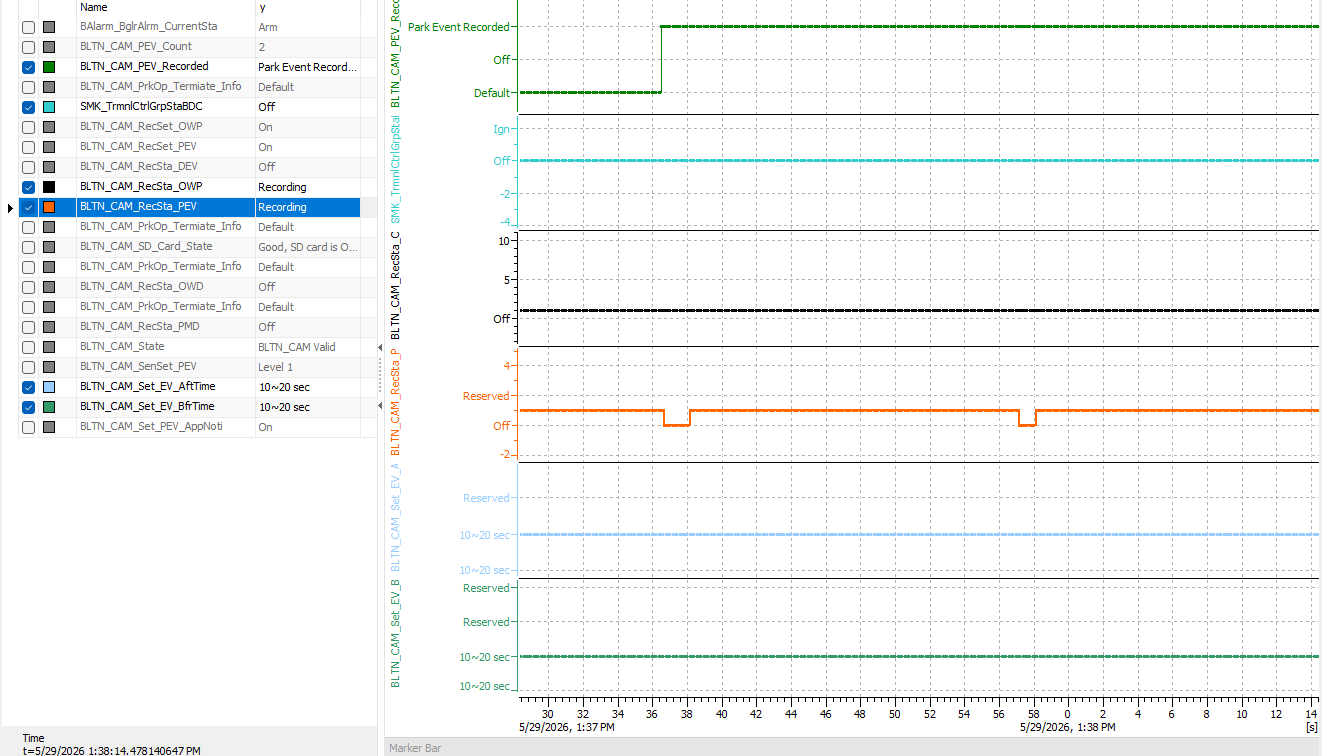 Name y
BAlarm_BglrAlrm_CurrentSta Arm
BLTN_CAM_PEV_Count 2
BLTN_CAM_PEV_Recorded Park Event Record...
BLTN_CAM_PrkOp_Termiate_Info Default
SMK_TrmnlCtrlGrpStaBDC Off
BLTN_CAM_RecSet_OWP On
BLTN_CAM_RecSet_PEV On
BLTN_CAM_RecSta_DEV Off
BLTN_CAM_RecSta_OWP Recording
BLTN_CAM_RecSta_PEV Recording
BLTN_CAM_PrkOp_Termiate_Info Default
BLTN_CAM_SD_Card_State Good, SD card is O...
BLTN_CAM_PrkOp_Termiate_Info Default
BLTN_CAM_RecSta_OWD Off
BLTN_CAM_PrkOp_Termiate_Info Default
BLTN_CAM_RecSta_PMD Off
BLTN_CAM_State BLTN_CAM Valid
BLTN_CAM_SenSet_PEV Level 1
BLTN_CAM_Set_EV_AftTime 10~20 sec
BLTN_CAM_Set_EV_BfrTime 10~20 sec
BLTN_CAM_Set_PEV_AppNoti On
Time
t=5/29/2026 1:38:14.478140647 PM
BLTN_CAM_PEV_Reco
Park Event Recorded
Off
Default
SMK_TrmnlCtrlGrpStaI
Ign
Off
-2
-4
BLTN_CAM_RecSta_C
10
5
Off
BLTN_CAM_RecSta_P
4
Reserved
Off
-2
BLTN_CAM_Set_EV_A
Reserved
10~20 sec
10~20 sec
BLTN_CAM_Set_EV_B
Reserved
Reserved
10~20 sec
10~20 sec
30 32 34 36 38 40 42 44 46 48 50 52 54 56 58 0 2 4 6 8 10 12 14
5/29/2026, 1:37 PM 5/29/2026, 1:38 PM [s]
Marker Bar